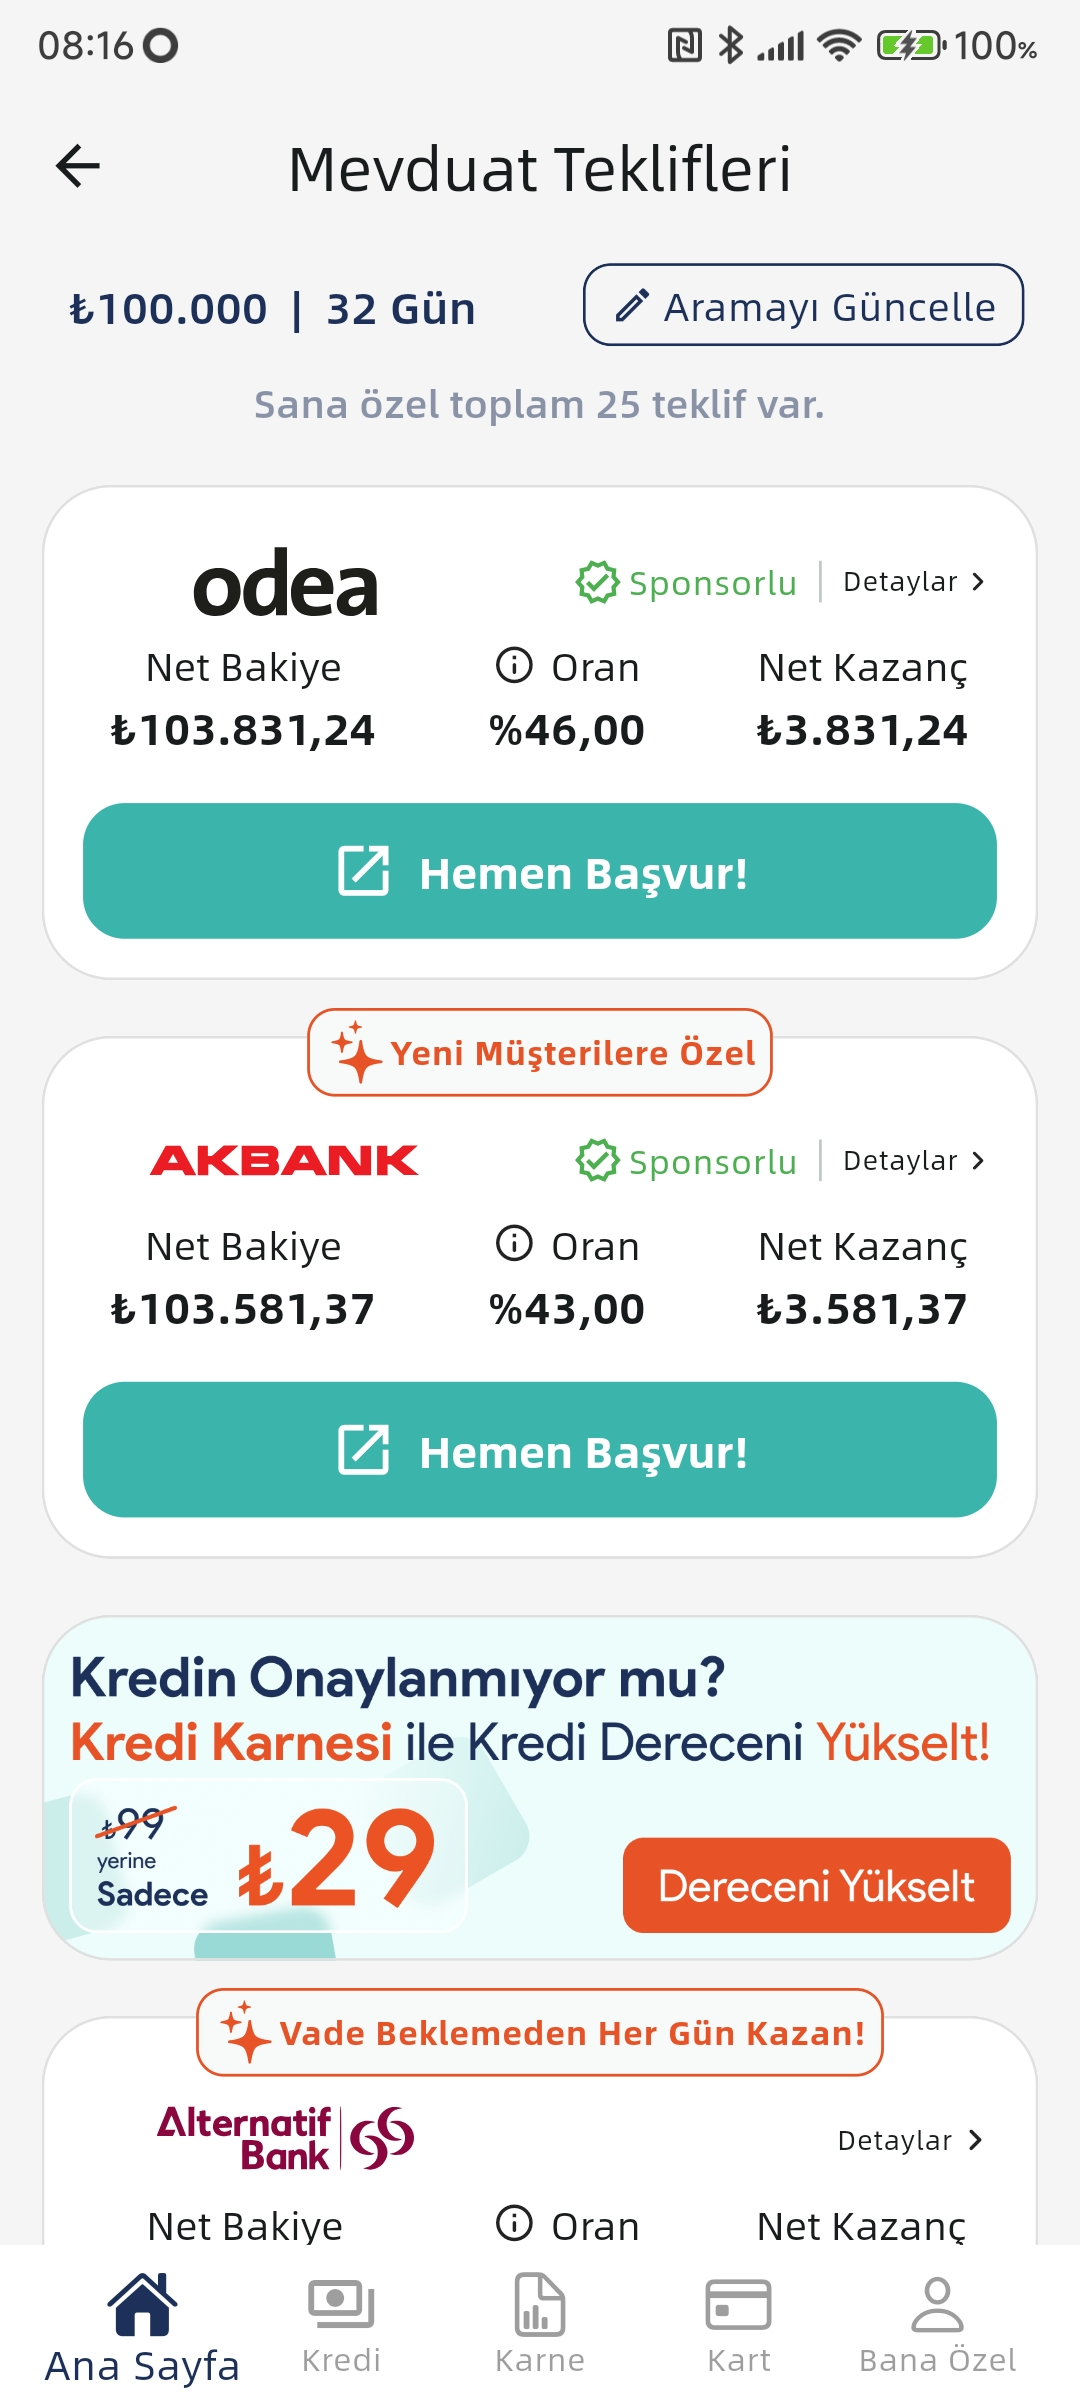 08:16
100%
Mevduat Teklifleri
₺100.000 | 32 Gün
Aramayı Güncelle
Sana özel toplam 25 teklif var.
odea
Sponsorlu
Detaylar
Net Bakiye
Oran
Net Kazanç
₺103.831,24
%46,00
₺3.831,24
Hemen Başvur!
Yeni Müşterilere Özel
AKBANK
Sponsorlu
Detaylar
Net Bakiye
Oran
Net Kazanç
₺103.581,37
%43,00
₺3.581,37
Hemen Başvur!
Kredin Onaylanmıyor mu?
Kredi Karnesi ile Kredi Dereceni Yükselt!
₺99
yerine
Sadece
₺29
Dereceni Yükselt
Vade Beklemeden Her Gün Kazan!
Alternatif
Bank
Detaylar
Net Bakiye
Oran
Net Kazanç
Ana Sayfa
Kredi
Karne
Kart
Bana Özel